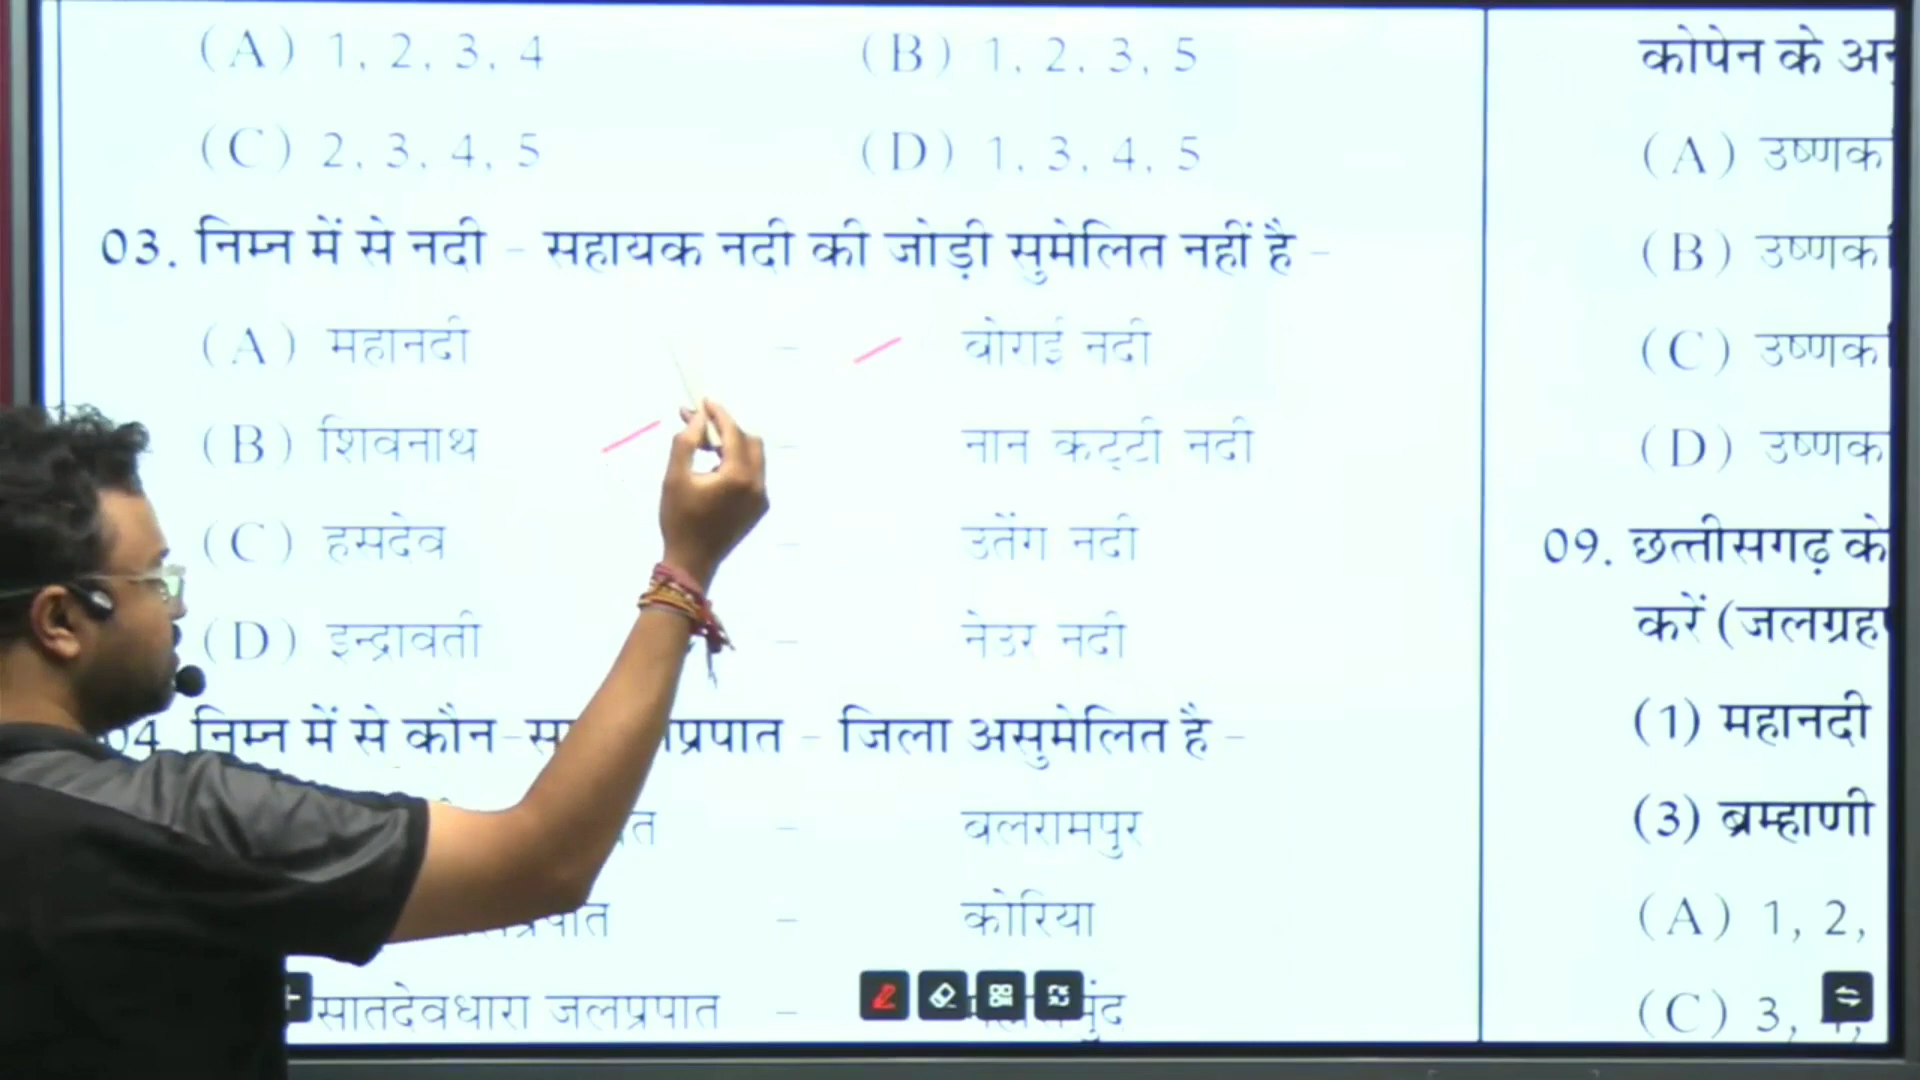 (A) 1, 2, 3, 4
(B) 1, 2, 3, 5
(C) 2, 3, 4, 5
(D) 1, 3, 4, 5
03. निम्न में से नदी - सहायक नदी की जोड़ी सुमेलित नहीं है -
(A) महानदी - बोराई नदी
(B) शिवनाथ - नान कट्टी नदी
(C) हसदेव - उतेंग नदी
(D) इन्द्रावती - नेउर नदी
04 निम्न में से कौन-सा प्रपात - जिला असुमेलित है -
- बलरामपुर
- कोरिया
सातदेवधारा जलप्रपात -
कोपेन के
(A) उष्णक
(B) उष्णक
(C) उष्णक
(D) उष्णक
09. छत्तीसगढ़ के
करें (जलग्रह
(1) महानदी
(3) ब्रम्हाणी
(A) 1, 2,
(C) 3,